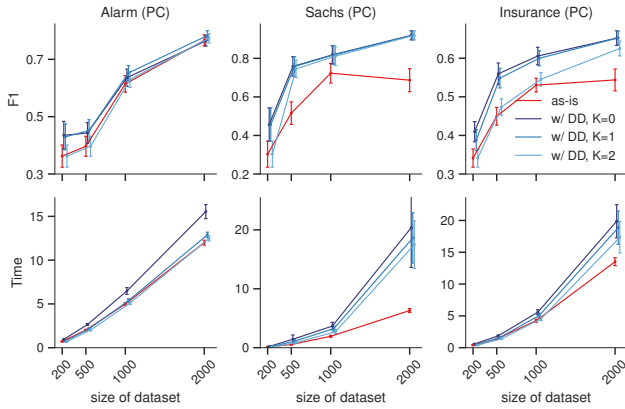 Alarm (PC) Sachs (PC) Insurance (PC)
F1
0.7
0.5
0.3
1.0
0.8
0.6
0.4
0.2
0.6
0.5
0.4
0.3
as-is
w/ DD, K=0
w/ DD, K=1
w/ DD, K=2
Time
15
10
5
0
20
10
0
20
15
10
5
0
200 500 1000 2000 200 500 1000 2000 200 500 1000 2000
size of dataset size of dataset size of dataset